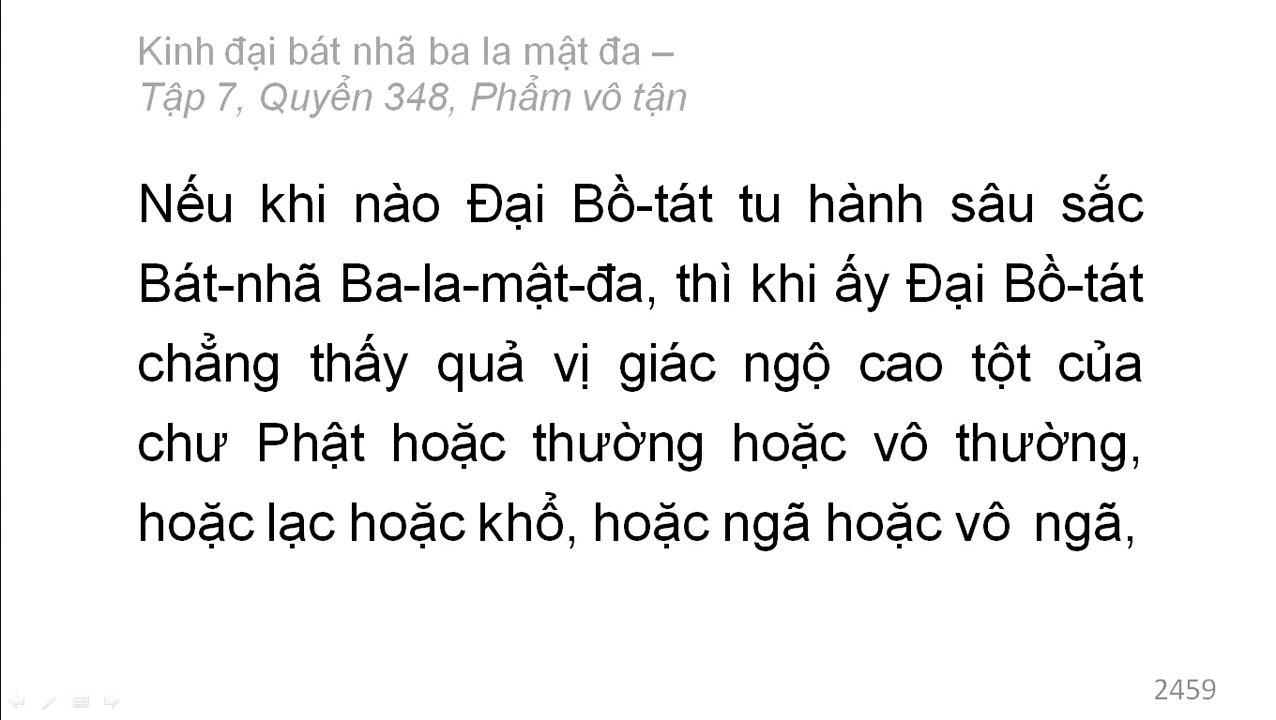 Kinh đại bát nhã ba la mật đa –
Tập 7, Quyển 348, Phẩm vô tận
Nếu khi nào Đại Bồ-tát tu hành sâu sắc
Bát-nhã Ba-la-mật-đa, thì khi ấy Đại Bồ-tát
chẳng thấy quả vị giác ngộ cao tột của
chư Phật hoặc thường hoặc vô thường,
hoặc lạc hoặc khổ, hoặc ngã hoặc vô ngã,
2459